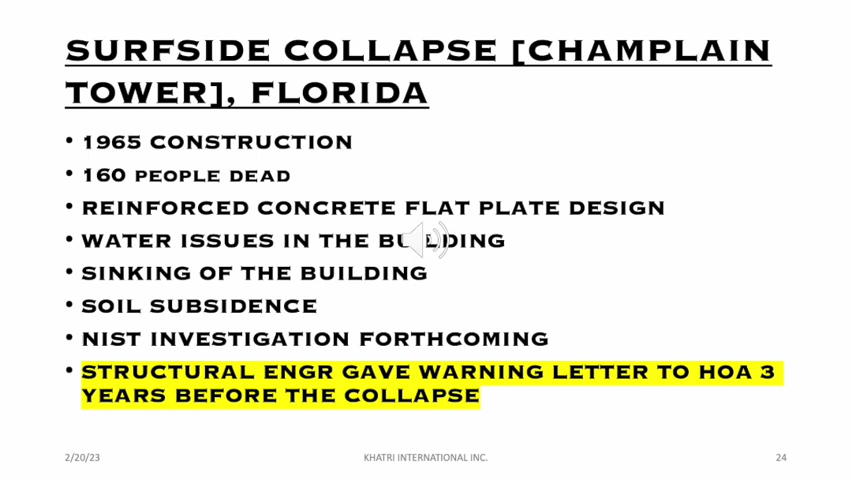 SURFSIDE COLLAPSE [CHAMPLAIN
TOWER], FLORIDA
• 1965 CONSTRUCTION
• 160 PEOPLE DEAD
• REINFORCED CONCRETE FLAT PLATE DESIGN
• WATER ISSUES IN THE BUILDING
• SINKING OF THE BUILDING
• SOIL SUBSIDENCE
• NIST INVESTIGATION FORTHCOMING
• STRUCTURAL ENGR GAVE WARNING LETTER TO HOA 3
YEARS BEFORE THE COLLAPSE
2/20/23 KHATRI INTERNATIONAL INC. 24